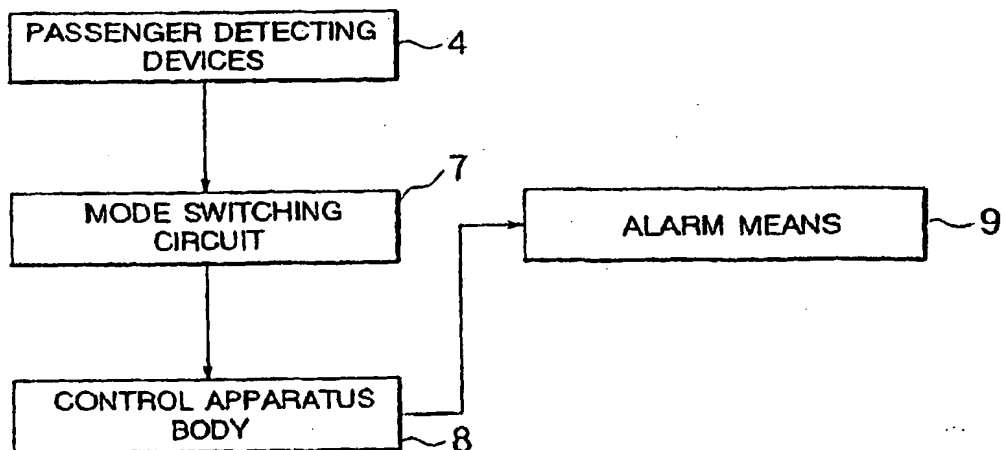 PASSENGER DETECTING
DEVICES
4
MODE SWITCHING
CIRCUIT
7
ALARM MEANS
9
CONTROL APPARATUS
BODY
8